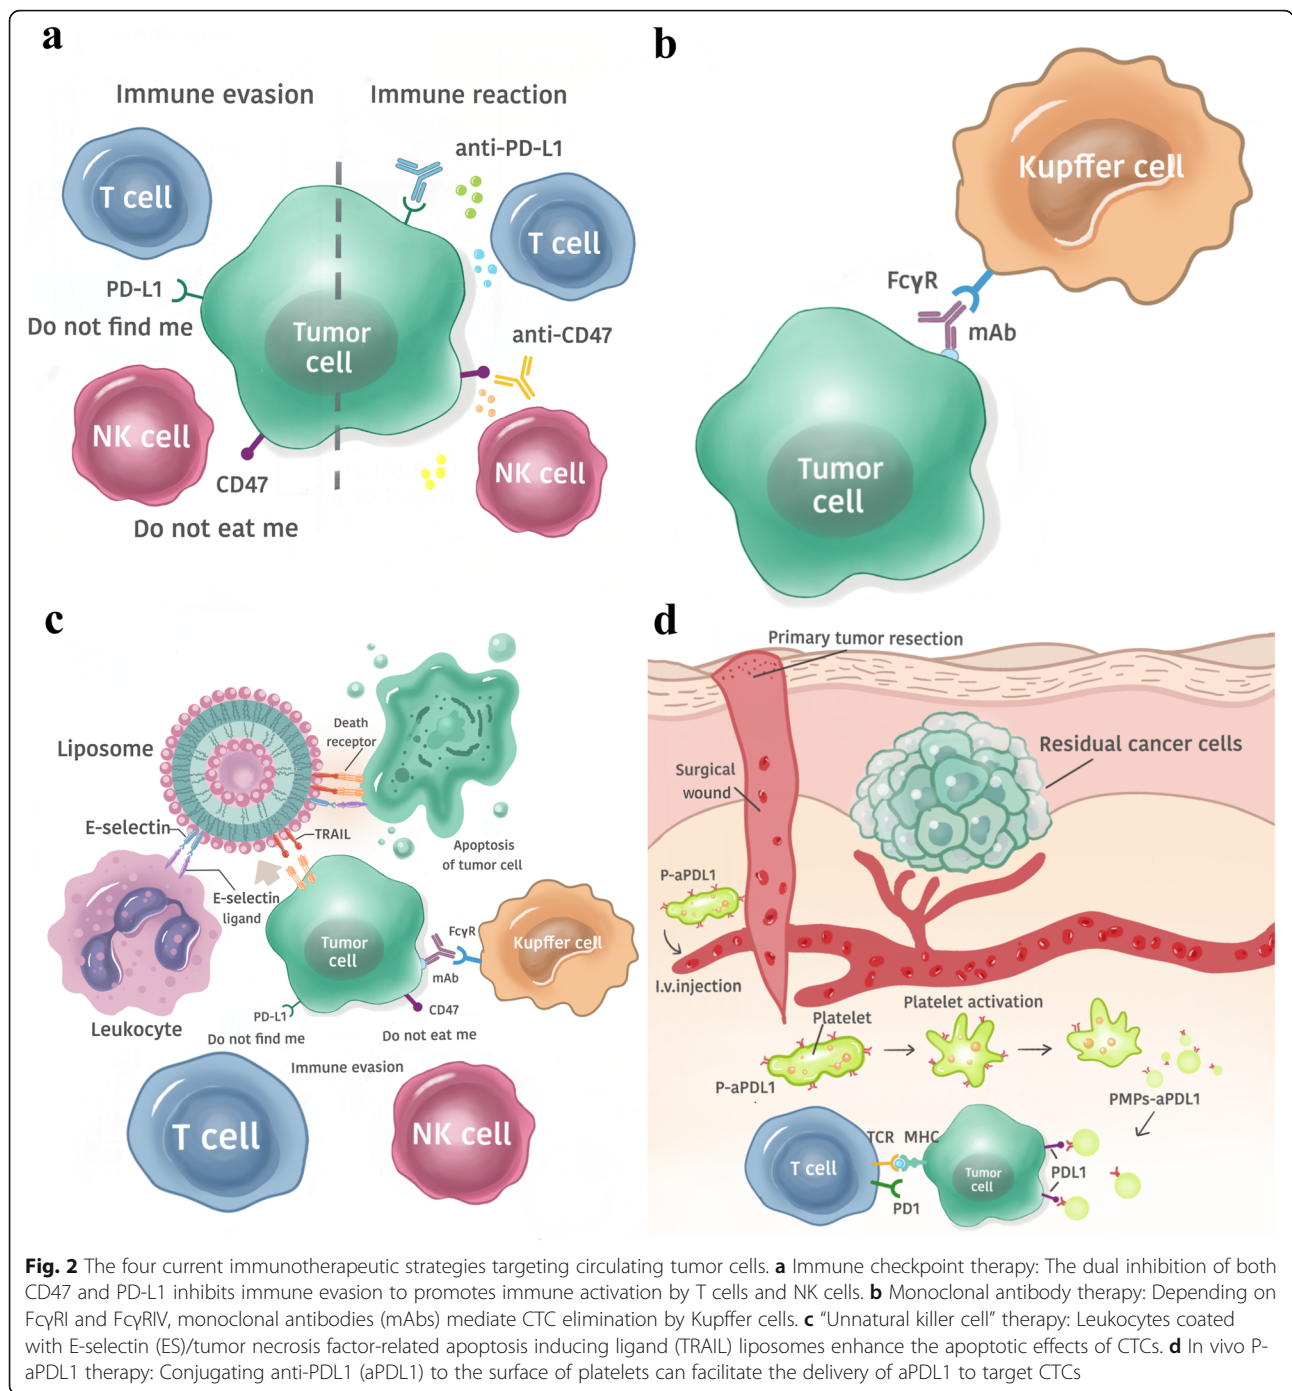 a
Immune evasion
Immune reaction
anti-PD-L1
T cell
T cell
PD-L1
Do not find me
Tumor
cell
anti-CD47
NK cell
NK cell
CD47
Do not eat me
b
Kupffer cell
FcγR
mAb
Tumor
cell
c
Liposome
Death
receptor
E-selectin
TRAIL
Apoptosis
of tumor cell
E-selectin
ligand
Tumor
cell
FcγR
Kupffer cell
mAb
Leukocyte
PD-L1
CD47
Do not find me
Do not eat me
Immune evasion
T cell
NK cell
d
Primary tumor resection
Residual cancer cells
Surgical
wound
P-aPDL1
I.v.injection
Platelet activation
Platelet
P-aPDL1
PMPs-aPDL1
TCR MHC
T cell
Tumor
cell
PDL1
PD1
Fig. 2 The four current immunotherapeutic strategies targeting circulating tumor cells. a Immune checkpoint therapy: The dual inhibition of both
CD47 and PD-L1 inhibits immune evasion to promotes immune activation by T cells and NK cells. b Monoclonal antibody therapy: Depending on
FcγRI and FcγRIV, monoclonal antibodies (mAbs) mediate CTC elimination by Kupffer cells. c “Unnatural killer cell” therapy: Leukocytes coated
with E-selectin (ES)/tumor necrosis factor-related apoptosis inducing ligand (TRAIL) liposomes enhance the apoptotic effects of CTCs. d In vivo P-
aPDL1 therapy: Conjugating anti-PDL1 (aPDL1) to the surface of platelets can facilitate the delivery of aPDL1 to target CTCs